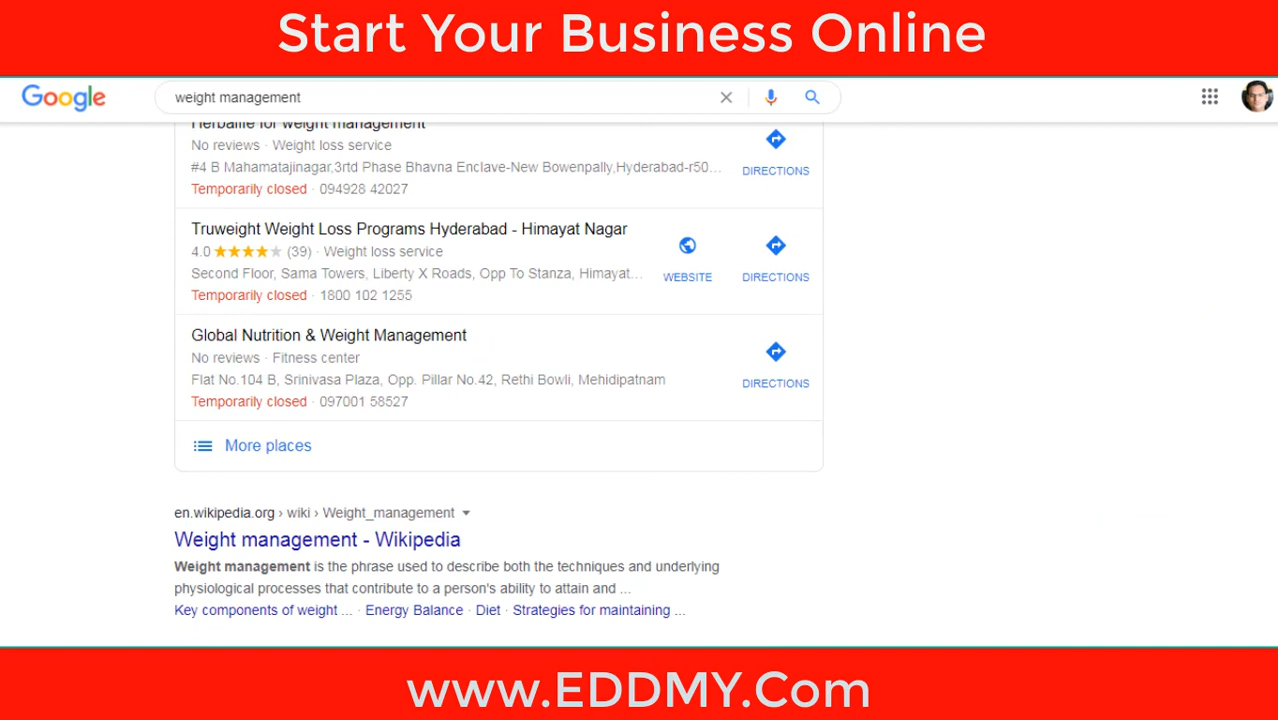 Start Your Business Online
Google
weight management
Herbalife for weight management
No reviews · Weight loss service
#4 B Mahamatajinagar,3rtd Phase Bhavna Enclave-New Bowenpally,Hyderabad-r50...
DIRECTIONS
Temporarily closed · 094928 42027
Truweight Weight Loss Programs Hyderabad - Himayat Nagar
4.0 ★★★★★ (39) · Weight loss service
Second Floor, Sama Towers, Liberty X Roads, Opp To Stanza, Himayat...
WEBSITE DIRECTIONS
Temporarily closed · 1800 102 1255
Global Nutrition & Weight Management
No reviews · Fitness center
Flat No.104 B, Srinivasa Plaza, Opp. Pillar No.42, Rethi Bowli, Mehidipatnam
DIRECTIONS
Temporarily closed · 097001 58527
More places
en.wikipedia.org › wiki › Weight_management
Weight management - Wikipedia
Weight management is the phrase used to describe both the techniques and underlying
physiological processes that contribute to a person's ability to attain and ...
Key components of weight ... · Energy Balance · Diet · Strategies for maintaining ...
www.EDDMY.Com